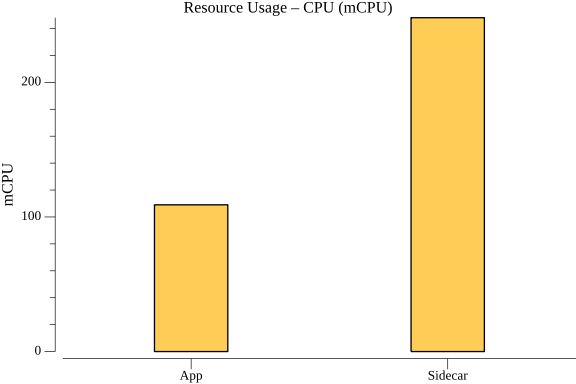 Resource Usage – CPU (mCPU)
mCPU
200
100
0
App
Sidecar